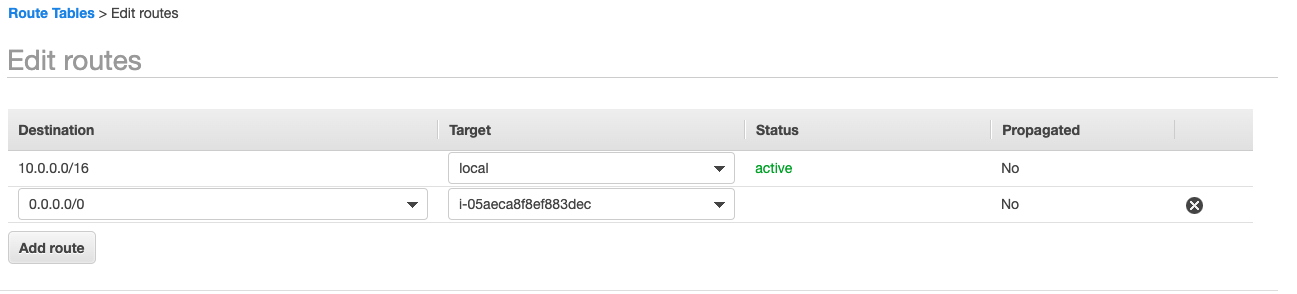 Route Tables > Edit routes
Edit routes
Destination Target Status Propagated
10.0.0.0/16 local active No
0.0.0.0/0 i-05aeca8f8ef883dec No
Add route